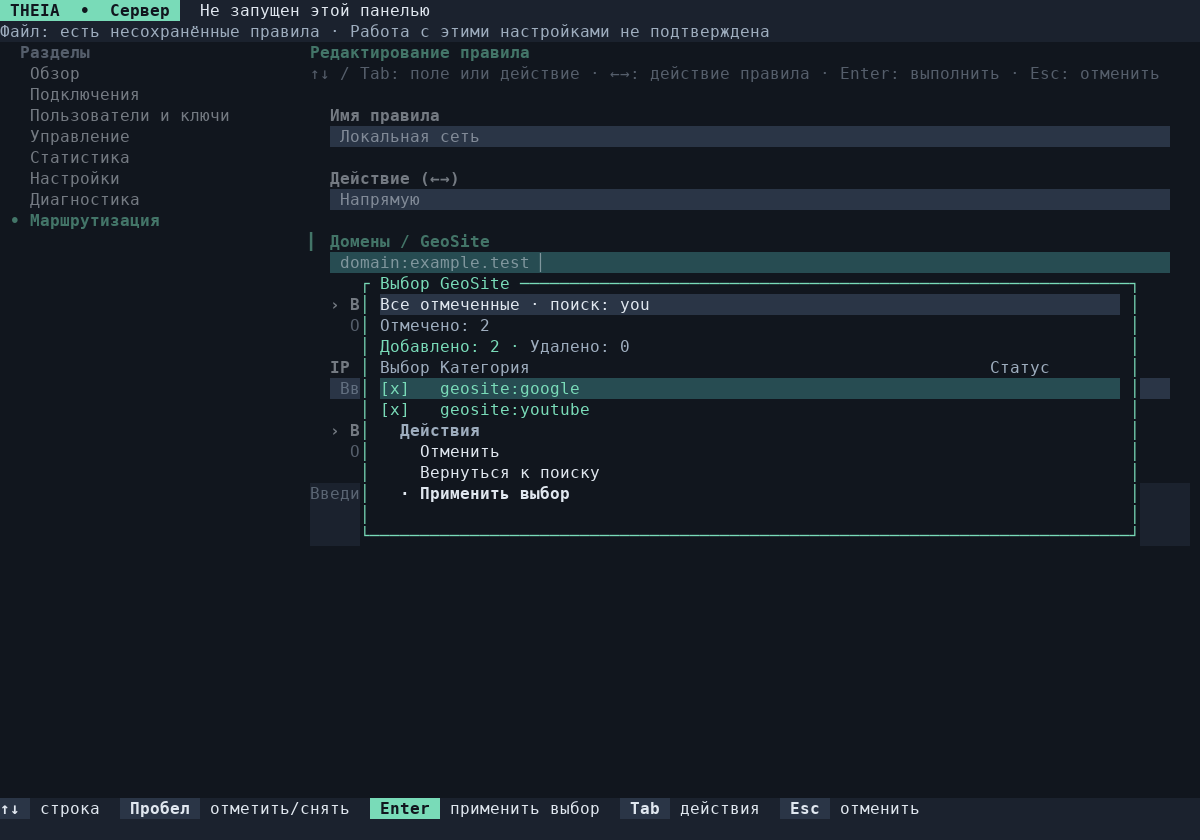 THEIA • Сервер Не запущен этой панелью
Файл: есть несохранённые правила · Работа с этими настройками не подтверждена
Разделы
Обзор
Подключения
Пользователи и ключи
Управление
Статистика
Настройки
Диагностика
• Маршрутизация
Редактирование правила
↑↓ / Tab: поле или действие · ←→: действие правила · Enter: выполнить · Esc: отменить
Имя правила
Локальная сеть
Действие (←→)
Напрямую
Домены / GeoSite
domain:example.test
Выбор GeoSite
› В
Все отмеченные · поиск: you
О
Отмечено: 2
Добавлено: 2 · Удалено: 0
IP
Выбор Категория Статус
Вв
[x] geosite:google
[x] geosite:youtube
› В
Действия
О
Отменить
Вернуться к поиску
Введи
· Применить выбор
↑↓ строка Пробел отметить/снять Enter применить выбор Tab действия Esc отменить